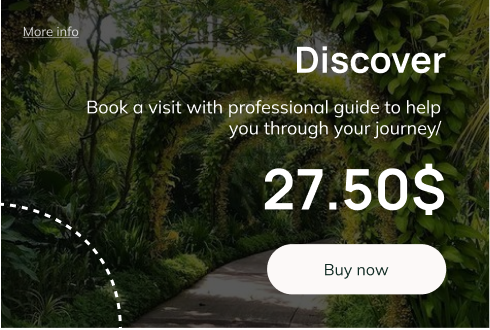 More info
Discover
Book a visit with professional guide to help
you through your journey/
27.50$
Buy now